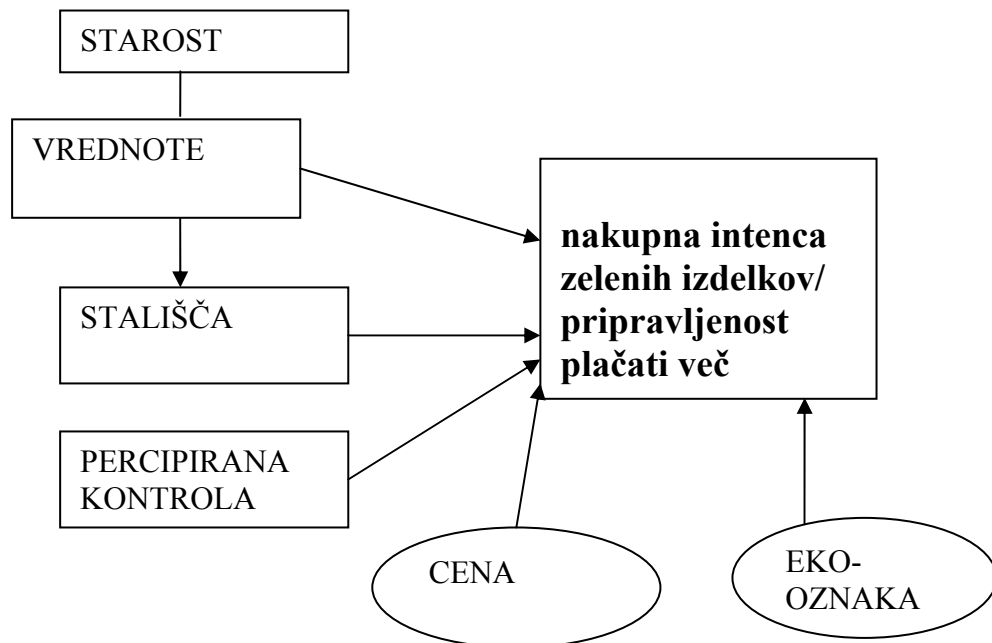 STAROST
VREDNOTE
STALIŠČA
PERCIPIRANA
KONTROLA
nakupna intenca
zelenih izdelkov/
pripravljenost
plačati več
CENA
EKO-
OZNAKA